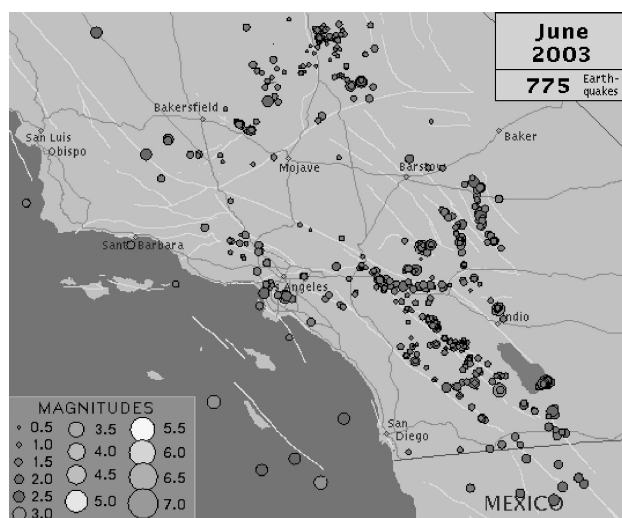 June
2003
775 Earth-
quakes
Bakersfield
San Luis
Obispo
Baker
Mojave
Barstow
Santa Barbara
Los Angeles
Indio
San
Diego
MEXICO
MAGNITUDES
0.5 3.5 5.5
1.0 4.0 6.0
1.5 4.5 6.5
2.0 5.0 7.0
2.5
3.0